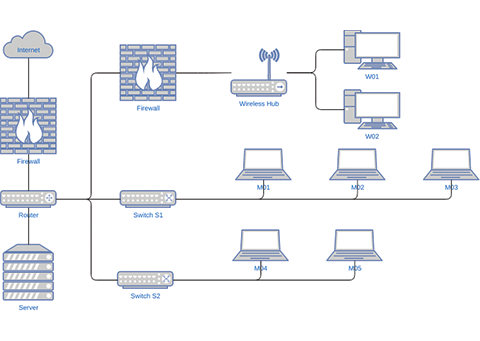 Internet
W01
Firewall
Wireless Hub
W02
Firewall
M01
M02
M03
Router
Switch S1
M04
M05
Switch S2
Server